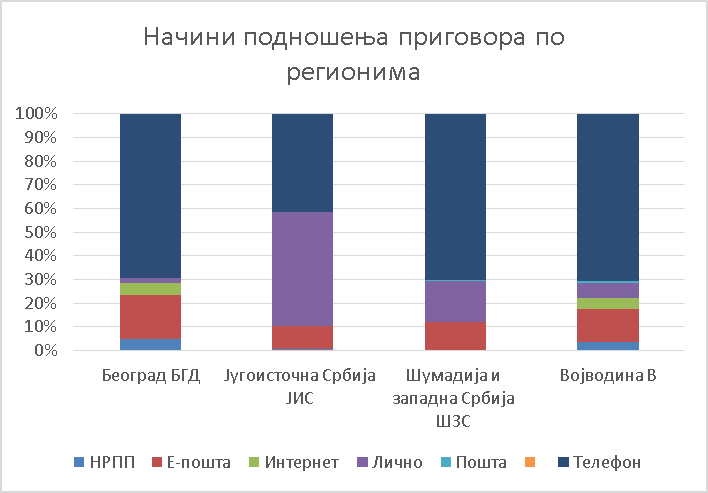 Начини подношења приговора по
регионима
100%
90%
80%
70%
60%
50%
40%
30%
20%
10%
0%
Београд БГД
Југоисточна Србија
ЈИС
Шумадија и
западна Србија
ШЗС
Војводина В
НРПП Е-пошта Интернет Лично Пошта Телефон